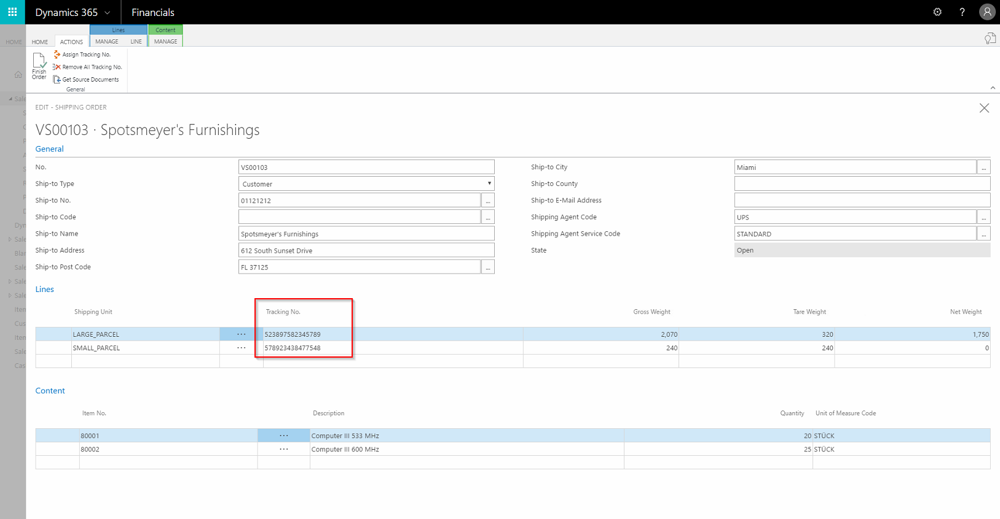 Dynamics 365 Financials ?
Lines Content
HOME HOME ACTIONS MANAGE LINE MANAGE
Finish Order
Assign Tracking No.
Remove All Tracking No.
Get Source Documents
General
EDIT - SHIPPING ORDER
VS00103 · Spotsmeyer's Furnishings
General
No. VS00103
Ship-to Type Customer
Ship-to No. 01121212 ...
Ship-to Code ...
Ship-to Name Spotsmeyer's Furnishings
Ship-to Address 612 South Sunset Drive
Ship-to Post Code FL 37125 ...
Ship-to City Miami ...
Ship-to County
Ship-to E-Mail Address
Shipping Agent Code UPS ...
Shipping Agent Service Code STANDARD ...
State Open
Lines
Shipping Unit Tracking No. Gross Weight Tare Weight Net Weight
LARGE_PARCEL ... 523897582345789 2,070 320 1,750
SMALL_PARCEL ... 578923438477548 240 240 0
Content
Item No. Description Quantity Unit of Measure Code
80001 ... Computer III 533 MHz 20 STÜCK
80002 ... Computer III 600 MHz 25 STÜCK